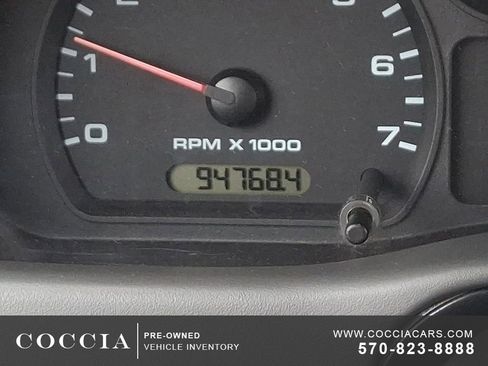 2
6
1
0
7
RPM X 1000
94768.4
COCCIA
PRE-OWNED
VEHICLE INVENTORY
WWW.COCCIACARS.COM
570-823-8888